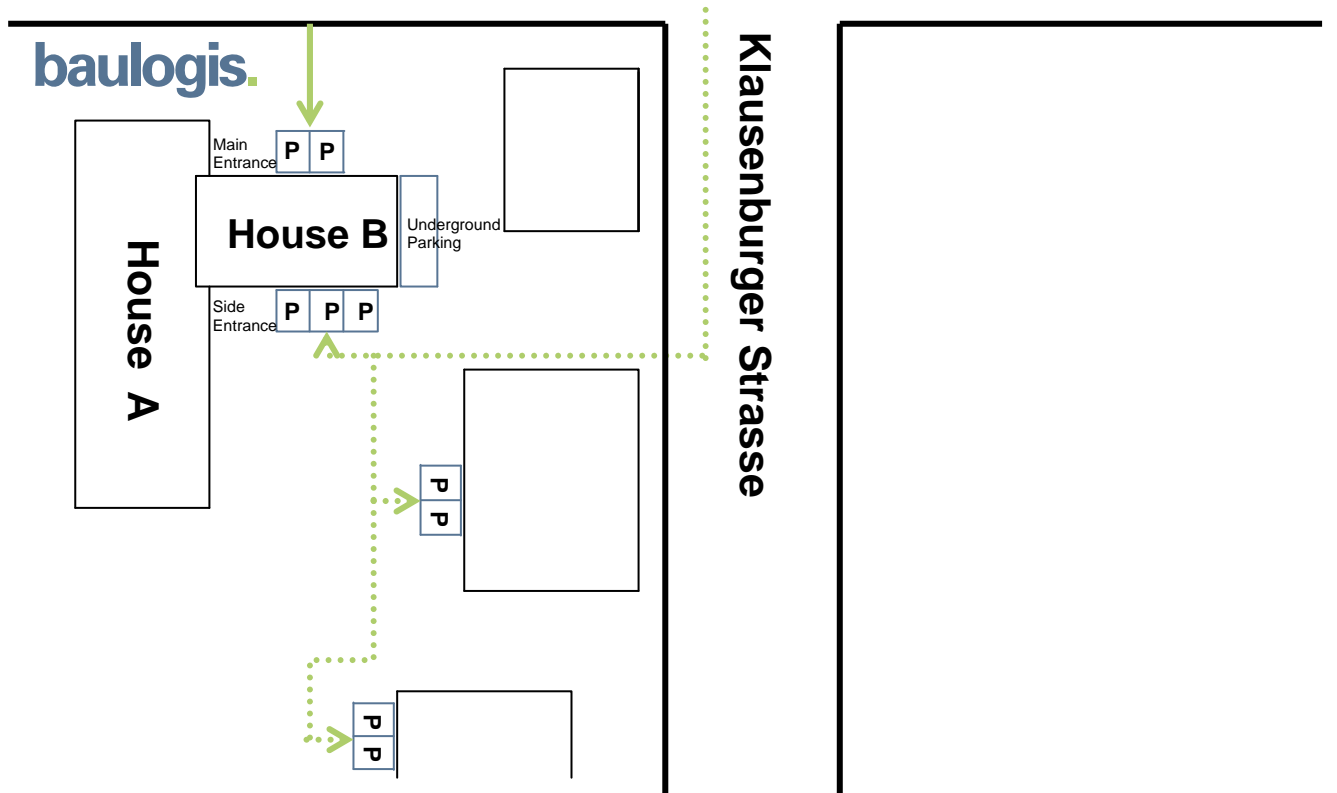 baulogis.
Klausenburger Strasse
Main
Entrance
P P
House B
Underground
Parking
House A
Side
Entrance
P P P
P
P
P
P